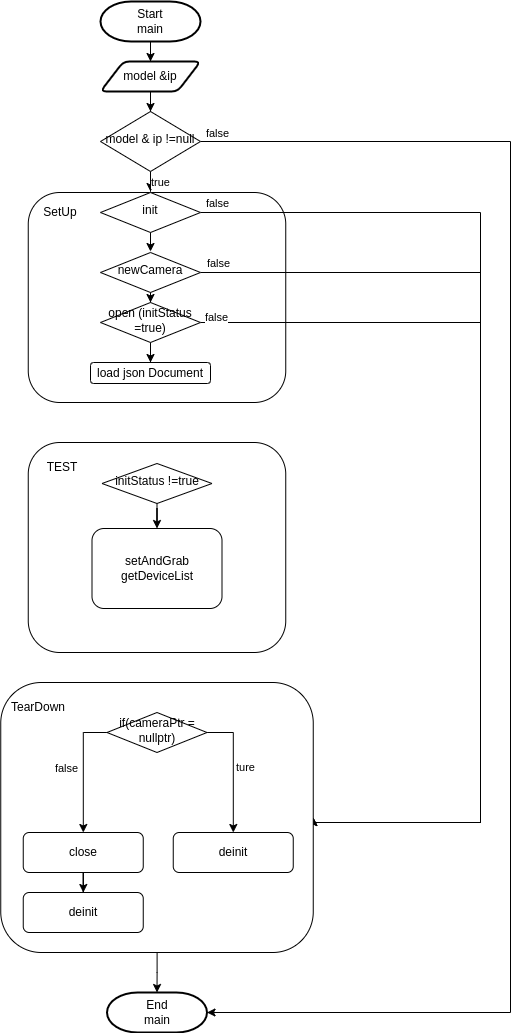 Start
main
model &ip
model & ip !=null
false
true
SetUp
init
false
newCamera
false
open (initStatus
=true)
false
load json Document
TEST
initStatus !=true
setAndGrab
getDeviceList
TearDown
if(cameraPtr =
nullptr)
false
ture
close
deinit
deinit
End
main